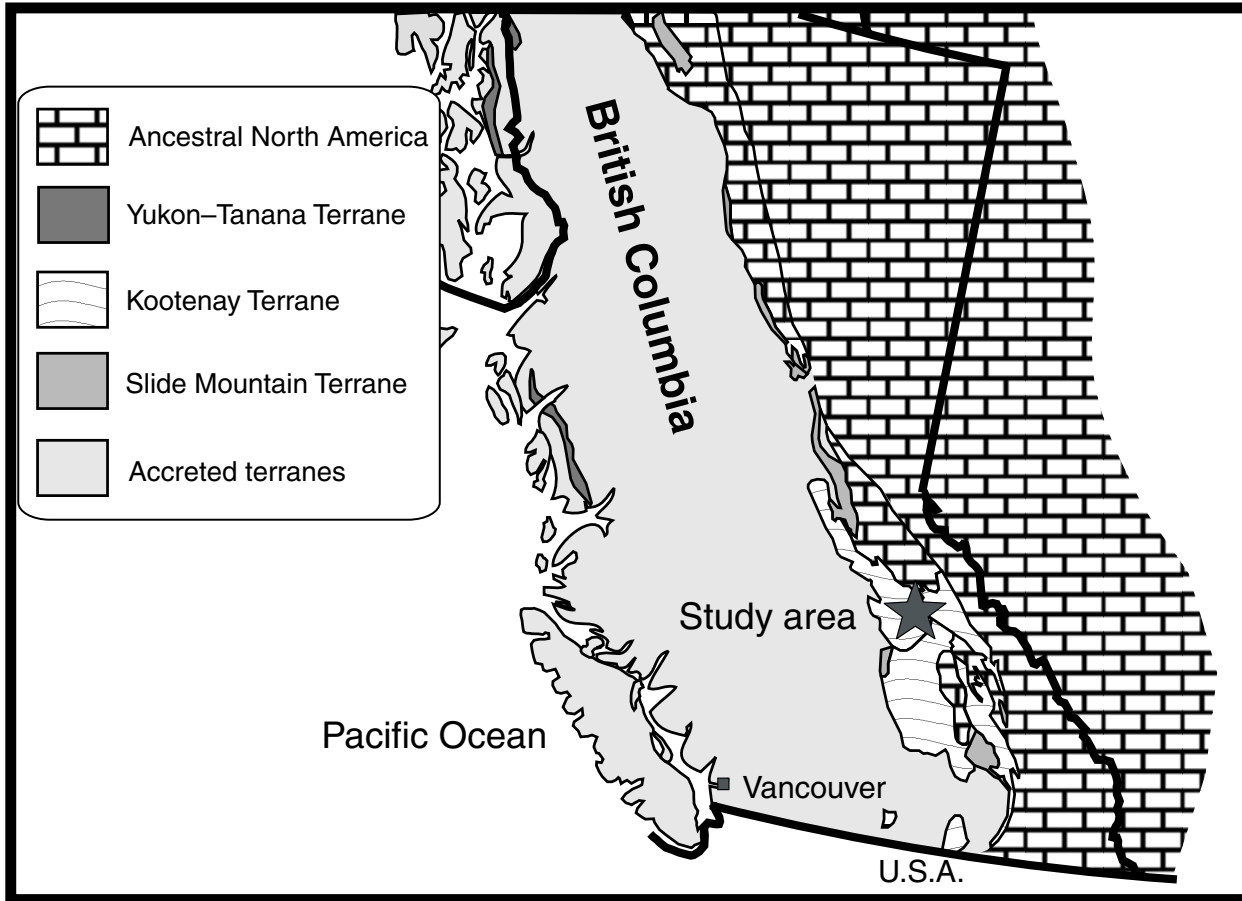 Ancestral North America
Yukon–Tanana Terrane
Kootenay Terrane
Slide Mountain Terrane
Accreted terranes
British Columbia
Study area
Pacific Ocean
Vancouver
U.S.A.